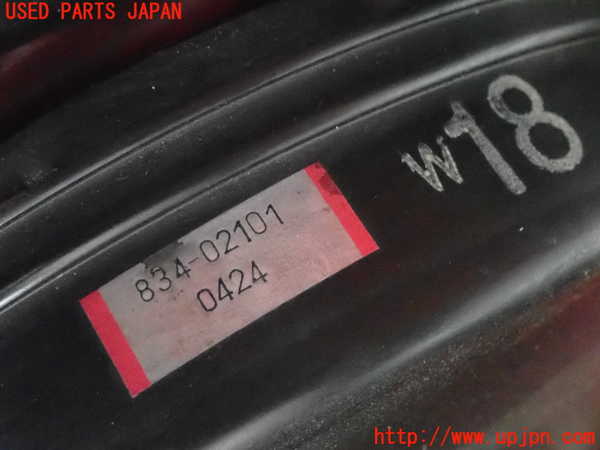 USED PARTS JAPAN
W18
834-02101
0424
http://www.upjpn.com